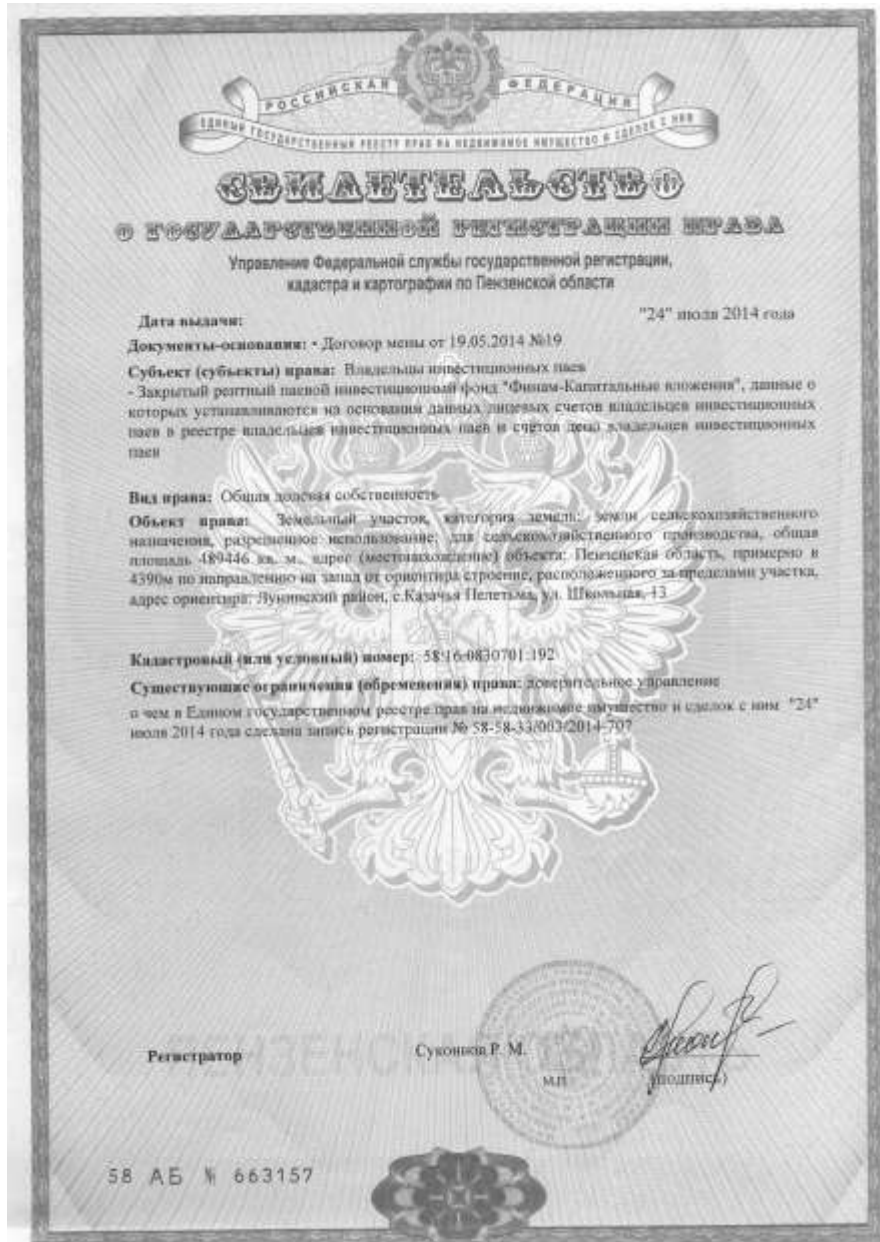 РОССИЙСКАЯ ФЕДЕРАЦИЯ
ЕДИНЫЙ ГОСУДАРСТВЕННЫЙ РЕЕСТР ПРАВ НА НЕДВИЖИМОЕ ИМУЩЕСТВО И СДЕЛОК С НИМ
СВИДЕТЕЛЬСТВО
О ГОСУДАРСТВЕННОЙ РЕГИСТРАЦИИ ПРАВА
Управление Федеральной службы государственной регистрации,
кадастра и картографии по Пензенской области
Дата выдачи: "24" июля 2014 года
Документы-основания: • Договор мены от 19.05.2014 №19
Субъект (субъекты) права: Владельцы инвестиционных паев
- Закрытый рентный паевой инвестиционный фонд "Финам-Капитальные вложения", данные о
которых устанавливаются на основании данных лицевых счетов владельцев инвестиционных
паев в реестре владельцев инвестиционных паев и счетов депо владельцев инвестиционных
паев
Вид права: Общая долевая собственность
Объект права: Земельный участок, категория земель: земли сельскохозяйственного
назначения, разрешенное использование: для сельскохозяйственного производства, общая
площадь 489446 кв. м., адрес (местонахождение) объекта: Пензенская область, примерно в
4390м по направлению на запад от ориентира строение, расположенного за пределами участка,
адрес ориентира: Лунинский район, с.Казачья Пелетьма, ул. Школьная, 13
Кадастровый (или условный) номер: 58:16:0830701:192
Существующие ограничения (обременения) права: доверительное управление
о чем в Едином государственном реестре прав на недвижимое имущество и сделок с ним "24"
июля 2014 года сделана запись регистрации № 58-58-33/003/2014-707
ПЕНЗЕНСКАЯ ОБЛАСТЬ
Регистратор Суконнов Р. М.
м.п. (подпись)
58 АБ № 663157